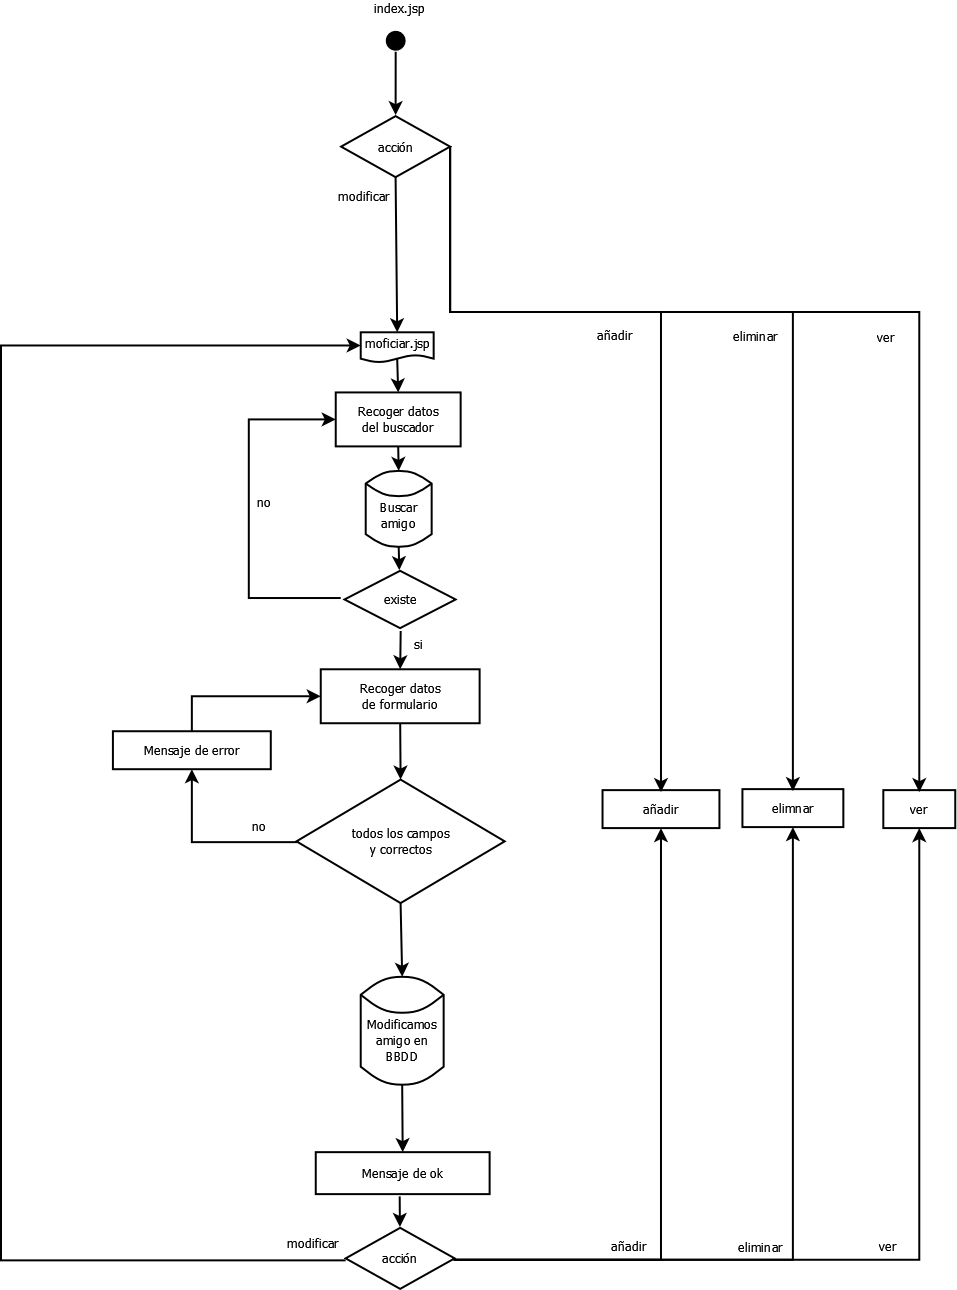 index.jsp
acción
modificar
añadir
eliminar
ver
moficiar.jsp
Recoger datos
del buscador
no
Buscar
amigo
existe
si
Recoger datos
de formulario
Mensaje de error
no
todos los campos
y correctos
añadir
elimnar
ver
Modificamos
amigo en
BBDD
Mensaje de ok
modificar
acción
añadir
eliminar
ver